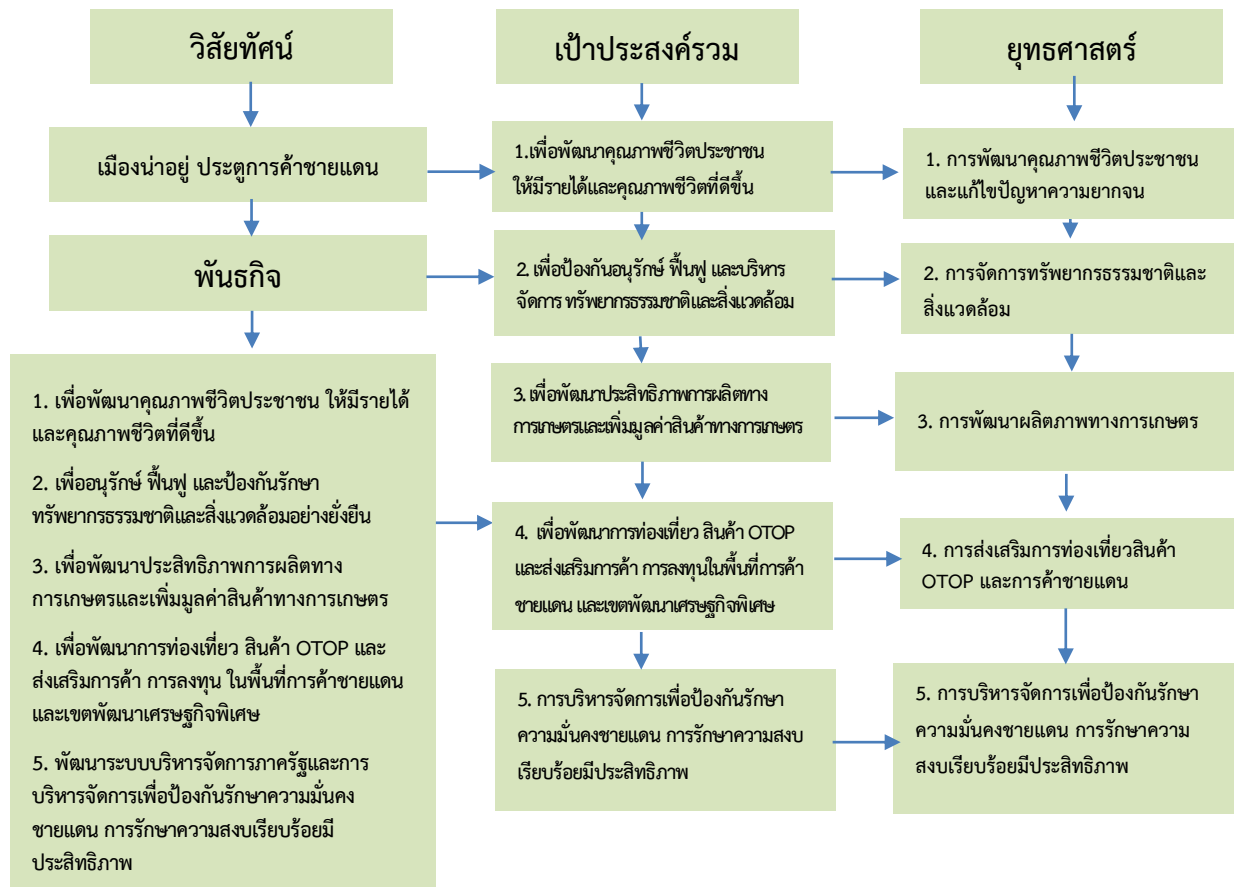 วิสัยทัศน์
เมืองน่าอยู่ ประตูการค้าชายแดน
พันธกิจ
1. เพื่อพัฒนาคุณภาพชีวิตประชาชน ให้มีรายได้
และคุณภาพชีวิตที่ดีขึ้น
2. เพื่ออนุรักษ์ ฟื้นฟู และป้องกันรักษา
ทรัพยากรธรรมชาติและสิ่งแวดล้อมอย่างยั่งยืน
3. เพื่อพัฒนาประสิทธิภาพการผลิตทาง
การเกษตรและเพิ่มมูลค่าสินค้าทางการเกษตร
4. เพื่อพัฒนาการท่องเที่ยว สินค้า OTOP และ
ส่งเสริมการค้า การลงทุน ในพื้นที่การค้าชายแดน
และเขตพัฒนาเศรษฐกิจพิเศษ
5. พัฒนาระบบบริหารจัดการภาครัฐและการ
บริหารจัดการเพื่อป้องกันรักษาความมั่นคง
ชายแดน การรักษาความสงบเรียบร้อยมี
ประสิทธิภาพ
เป้าประสงค์รวม
1.เพื่อพัฒนาคุณภาพชีวิตประชาชน
ให้มีรายได้และคุณภาพชีวิตที่ดีขึ้น
2. เพื่อป้องกันอนุรักษ์ ฟื้นฟู และบริหาร
จัดการ ทรัพยากรธรรมชาติและสิ่งแวดล้อม
3. เพื่อพัฒนาประสิทธิภาพการผลิตทาง
การเกษตรและเพิ่มมูลค่าสินค้าทางการเกษตร
4. เพื่อพัฒนาการท่องเที่ยว สินค้า OTOP
และส่งเสริมการค้า การลงทุนในพื้นที่การค้า
ชายแดน และเขตพัฒนาเศรษฐกิจพิเศษ
5. การบริหารจัดการเพื่อป้องกันรักษา
ความมั่นคงชายแดน การรักษาความสงบ
เรียบร้อยมีประสิทธิภาพ
ยุทธศาสตร์
1. การพัฒนาคุณภาพชีวิตประชาชน
และแก้ไขปัญหาความยากจน
2. การจัดการทรัพยากรธรรมชาติและ
สิ่งแวดล้อม
3. การพัฒนาผลิตภาพทางการเกษตร
4. การส่งเสริมการท่องเที่ยวสินค้า
OTOP และการค้าชายแดน
5. การบริหารจัดการเพื่อป้องกันรักษา
ความมั่นคงชายแดน การรักษาความ
สงบเรียบร้อยมีประสิทธิภาพ